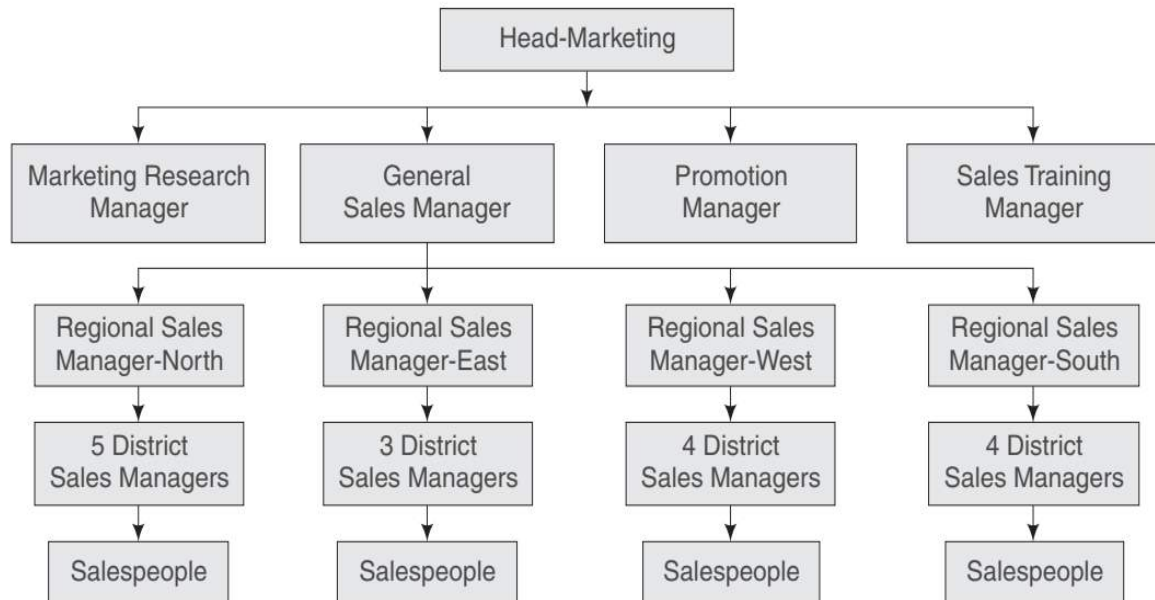 Head-Marketing
Marketing Research
Manager
General
Sales Manager
Promotion
Manager
Sales Training
Manager
Regional Sales
Manager-North
Regional Sales
Manager-East
Regional Sales
Manager-West
Regional Sales
Manager-South
5 District
Sales Managers
3 District
Sales Managers
4 District
Sales Managers
4 District
Sales Managers
Salespeople
Salespeople
Salespeople
Salespeople